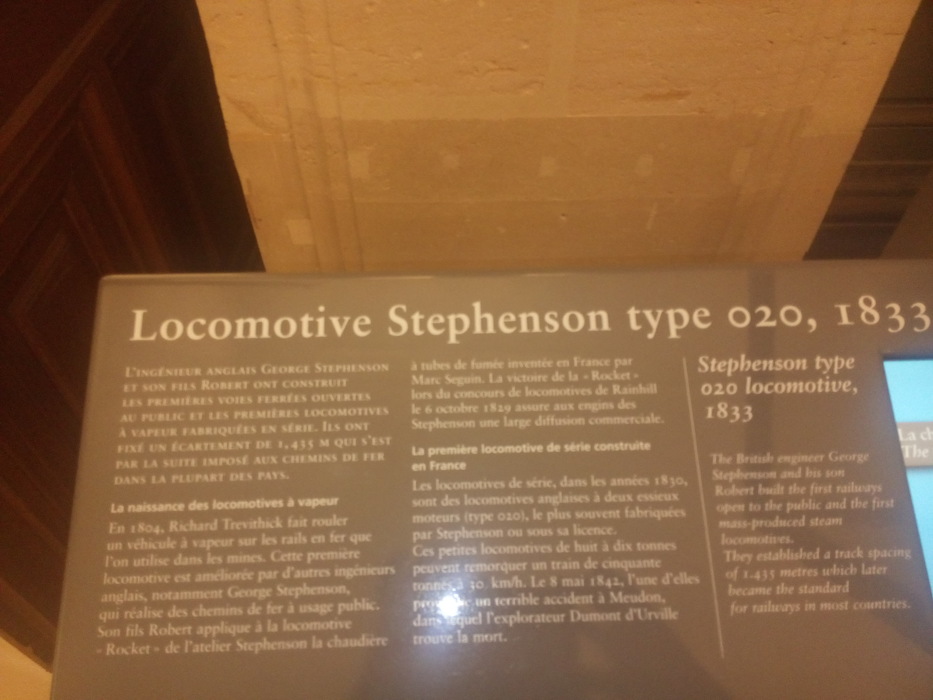 Locomotive Stephenson type 020, 1833
L'INGÉNIEUR ANGLAIS GEORGE STEPHENSON
ET SON FILS ROBERT ONT CONSTRUIT
LES PREMIÈRES VOIES FERRÉES OUVERTES
AU PUBLIC ET LES PREMIÈRES LOCOMOTIVES
À VAPEUR FABRIQUÉES EN SÉRIE. ILS ONT
FIXÉ UN ÉCARTEMENT DE 1,435 M QUI S'EST
PAR LA SUITE IMPOSÉ AUX CHEMINS DE FER
DANS LA PLUPART DES PAYS.
La naissance des locomotives à vapeur
En 1804, Richard Trevithick fait rouler
un véhicule à vapeur sur les rails en fer que
l'on utilise dans les mines. Cette première
locomotive est améliorée par d'autres ingénieurs
anglais, notamment George Stephenson,
qui réalise des chemins de fer à usage public.
Son fils Robert applique à la locomotive
« Rocket » de l'atelier Stephenson la chaudière
à tubes de fumée inventée en France par
Marc Seguin. La victoire de la « Rocket »
lors du concours de locomotives de Rainhill
le 6 octobre 1829 assure aux engins des
Stephenson une large diffusion commerciale.
La première locomotive de série construite
en France
Les locomotives de série, dans les années 1830,
sont des locomotives anglaises à deux essieux
moteurs (type 020), le plus souvent fabriquées
par Stephenson ou sous sa licence.
Ces petites locomotives de huit à dix tonnes
peuvent remorquer un train de cinquante
tonnes à 30 km/h. Le 8 mai 1842, l'une d'elles
un terrible accident à Meudon,
dans lequel l'explorateur Dumont d'Urville
trouve la mort.
Stephenson type
020 locomotive,
1833
The British engineer George
Stephenson and his son
Robert built the first railways
open to the public and the first
mass-produced steam
locomotives.
They established a track spacing
of 1.435 metres which later
became the standard
for railways in most countries.
La
The